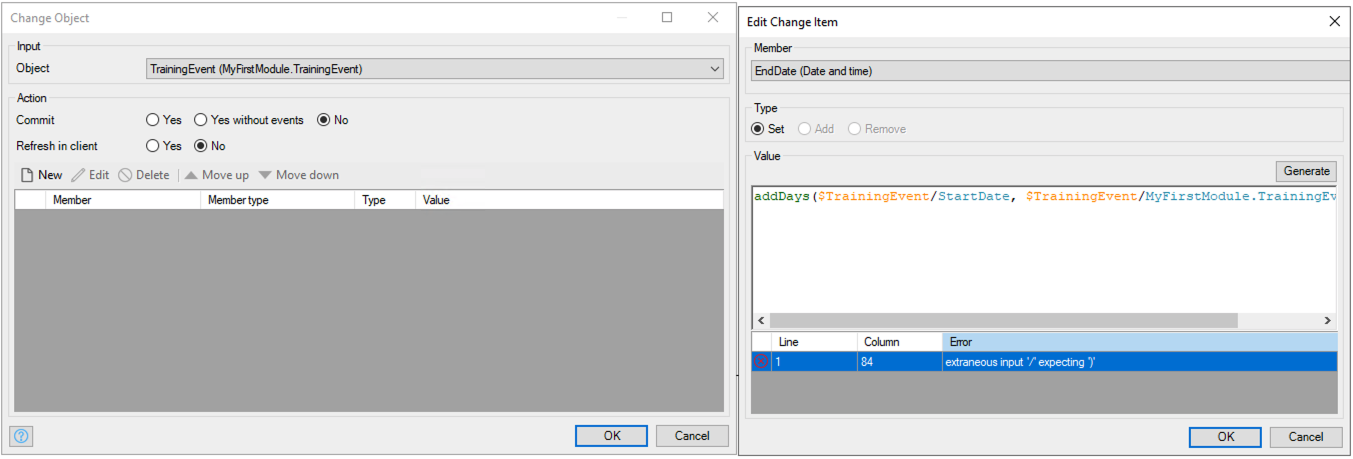 Change Object
Input
Object TrainingEvent (MyFirstModule.TrainingEvent)
Action
Commit Yes Yes without events No
Refresh in client Yes No
New Edit Delete Move up Move down
Member Member type Type Value
OK Cancel
Edit Change Item
Member
EndDate (Date and time)
Type
Set Add Remove
Value
Generate
addDays($TrainingEvent/StartDate, $TrainingEvent/MyFirstModule.TrainingEv
Line Column Error
1 84 extraneous input '/' expecting ')'
OK Cancel